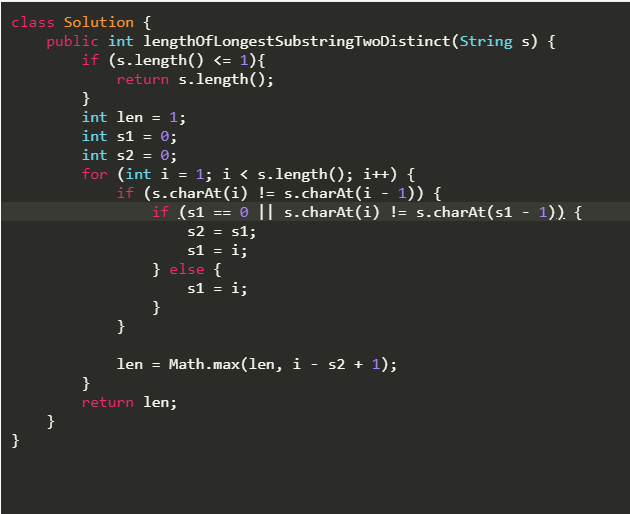 class Solution {
    public int lengthOfLongestSubstringTwoDistinct(String s) {
        if (s.length() <= 1){
            return s.length();
        }
        int len = 1;
        int s1 = 0;
        int s2 = 0;
        for (int i = 1; i < s.length(); i++) {
            if (s.charAt(i) != s.charAt(i - 1)) {
                if (s1 == 0 || s.charAt(i) != s.charAt(s1 - 1)) {
                    s2 = s1;
                    s1 = i;
                } else {
                    s1 = i;
                }
            }

            len = Math.max(len, i - s2 + 1);
        }
        return len;
    }
}